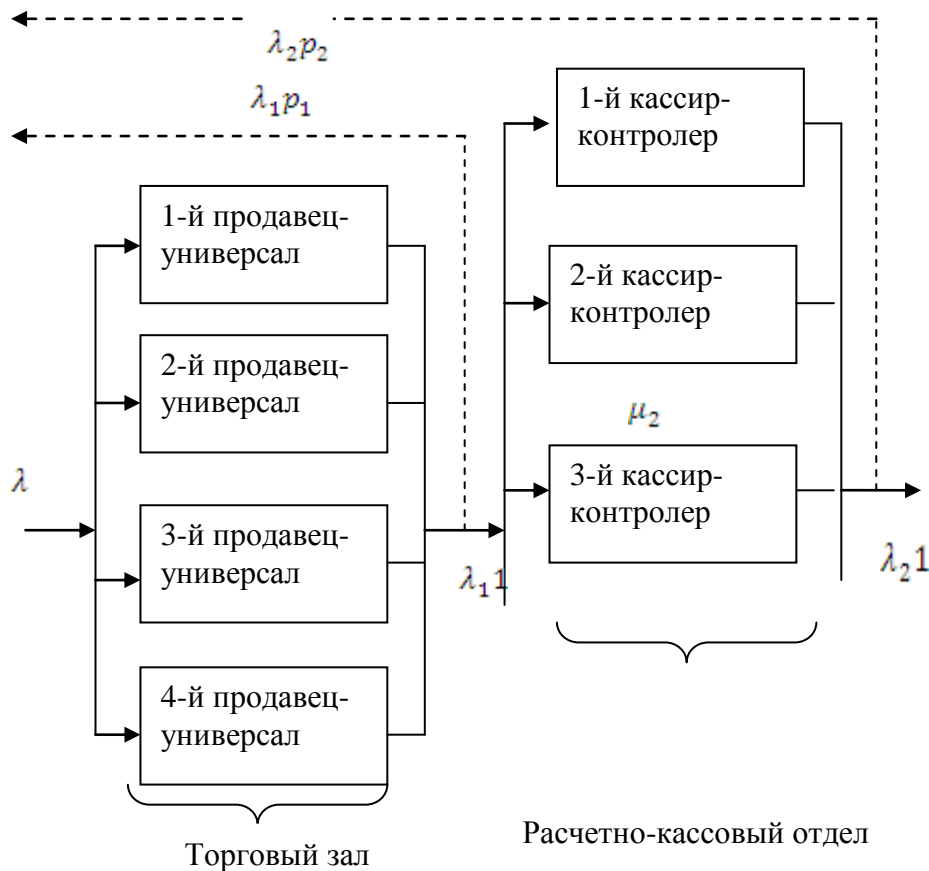 λ₂p₂
λ₁p₁
1-й кассир-
контролер
1-й продавец-
универсал
2-й кассир-
контролер
2-й продавец-
универсал
μ₂
3-й кассир-
контролер
λ
3-й продавец-
универсал
λ₁1
λ₂1
4-й продавец-
универсал
Торговый зал
Расчетно-кассовый отдел